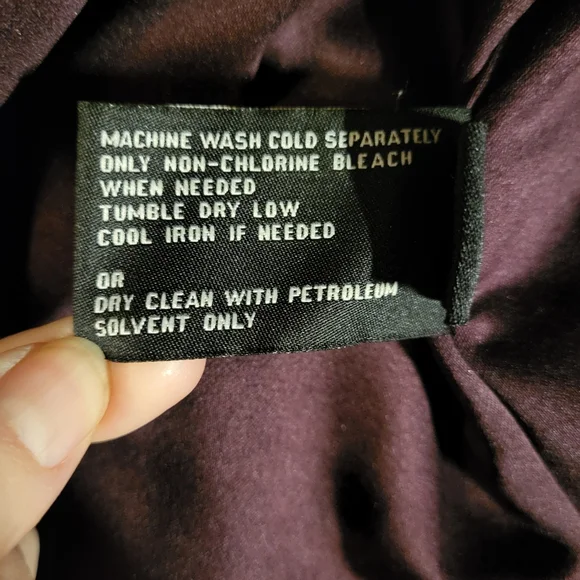 MACHINE WASH COLD SEPARATELY
ONLY NON-CHLORINE BLEACH
WHEN NEEDED
TUMBLE DRY LOW
COOL IRON IF NEEDED
OR
DRY CLEAN WITH PETROLEUM
SOLVENT ONLY